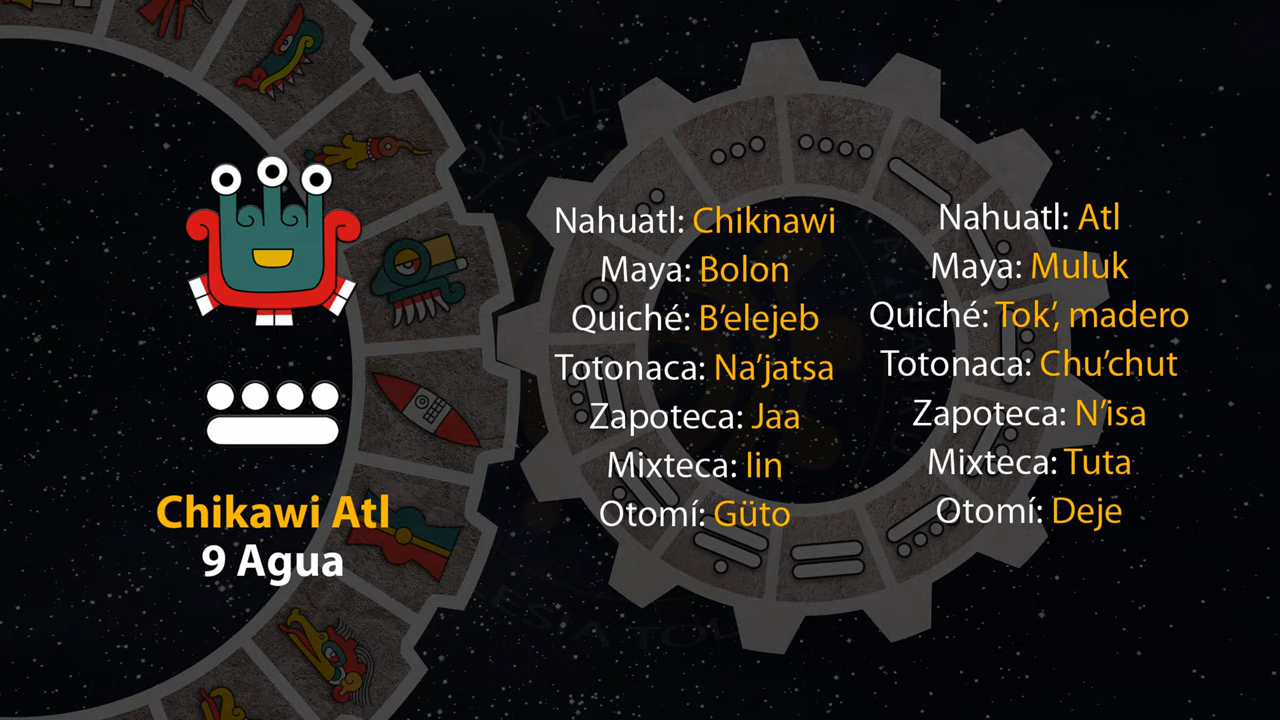 Nahuatl: Chiknawi
Maya: Bolon
Quiché: B’elejeb
Totonaca: Na’jatsa
Zapoteca: Jaa
Mixteca: Iin
Otomí: Güto
Nahuatl: Atl
Maya: Muluk
Quiché: Tok’, madero
Totonaca: Chu’chut
Zapoteca: N’isa
Mixteca: Tuta
Otomí: Deje
Chikawi Atl
9 Agua